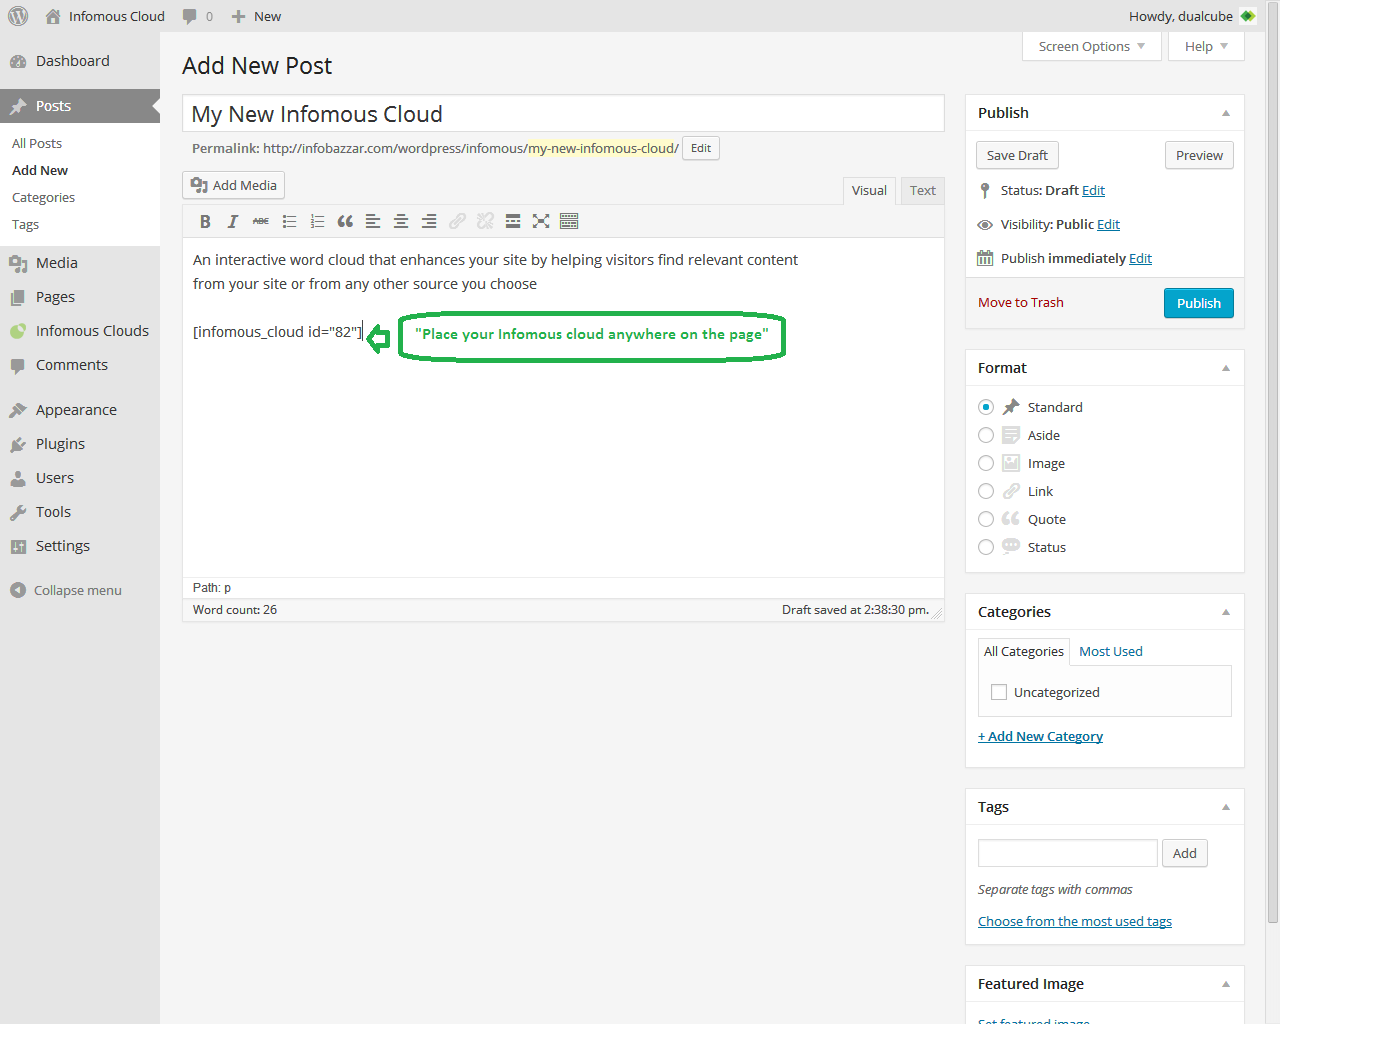 Infomous Cloud 0 New Howdy, dualcube
Screen Options Help
Dashboard
Posts
All Posts
Add New
Categories
Tags
Media
Pages
Infomous Clouds
Comments
Appearance
Plugins
Users
Tools
Settings
Collapse menu
Add New Post
My New Infomous Cloud
Permalink: http://infobazzar.com/wordpress/infomous/my-new-infomous-cloud/ Edit
Add Media
Visual Text
B I ABC
An interactive word cloud that enhances your site by helping visitors find relevant content
from your site or from any other source you choose
[infomous_cloud id="82"]
"Place your Infomous cloud anywhere on the page"
Path: p
Word count: 26 Draft saved at 2:38:30 pm.
Publish
Save Draft Preview
Status: Draft Edit
Visibility: Public Edit
Publish immediately Edit
Move to Trash Publish
Format
Standard
Aside
Image
Link
Quote
Status
Categories
All Categories Most Used
Uncategorized
+ Add New Category
Tags
Add
Separate tags with commas
Choose from the most used tags
Featured Image
Set featured image